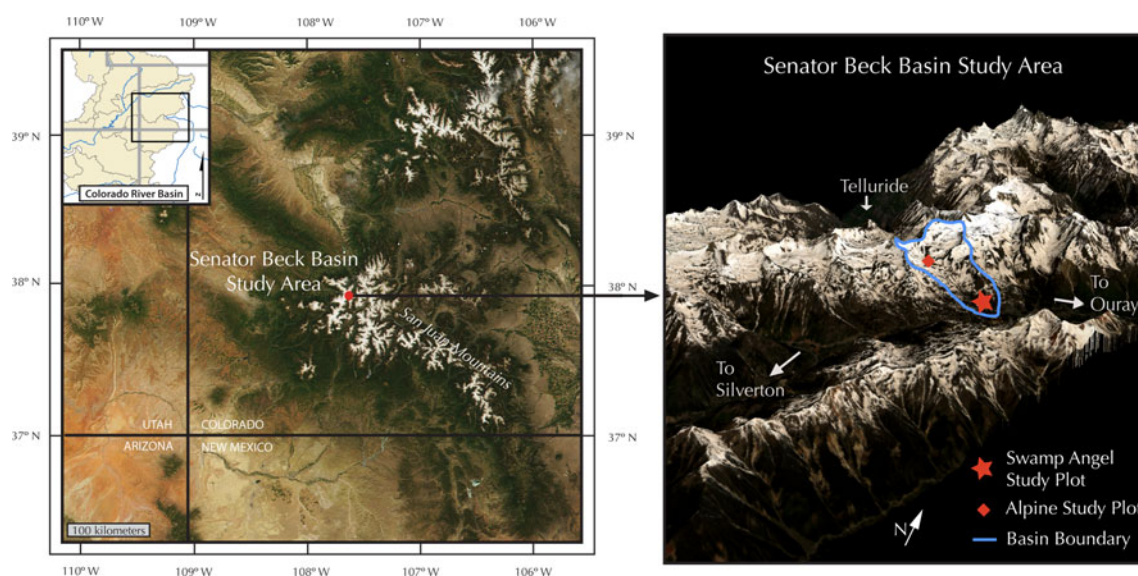 110° W
109° W
108° W
107° W
106° W
39° N
38° N
37° N
Colorado River Basin
N
Senator Beck Basin
Study Area
San Juan Mountains
UTAH
COLORADO
ARIZONA
NEW MEXICO
100 kilometers
39° N
38° N
37° N
110° W
109° W
108° W
107° W
106° W
Senator Beck Basin Study Area
Telluride
To
Ouray
To
Silverton
Swamp Angel
Study Plot
Alpine Study Plot
Basin Boundary
N